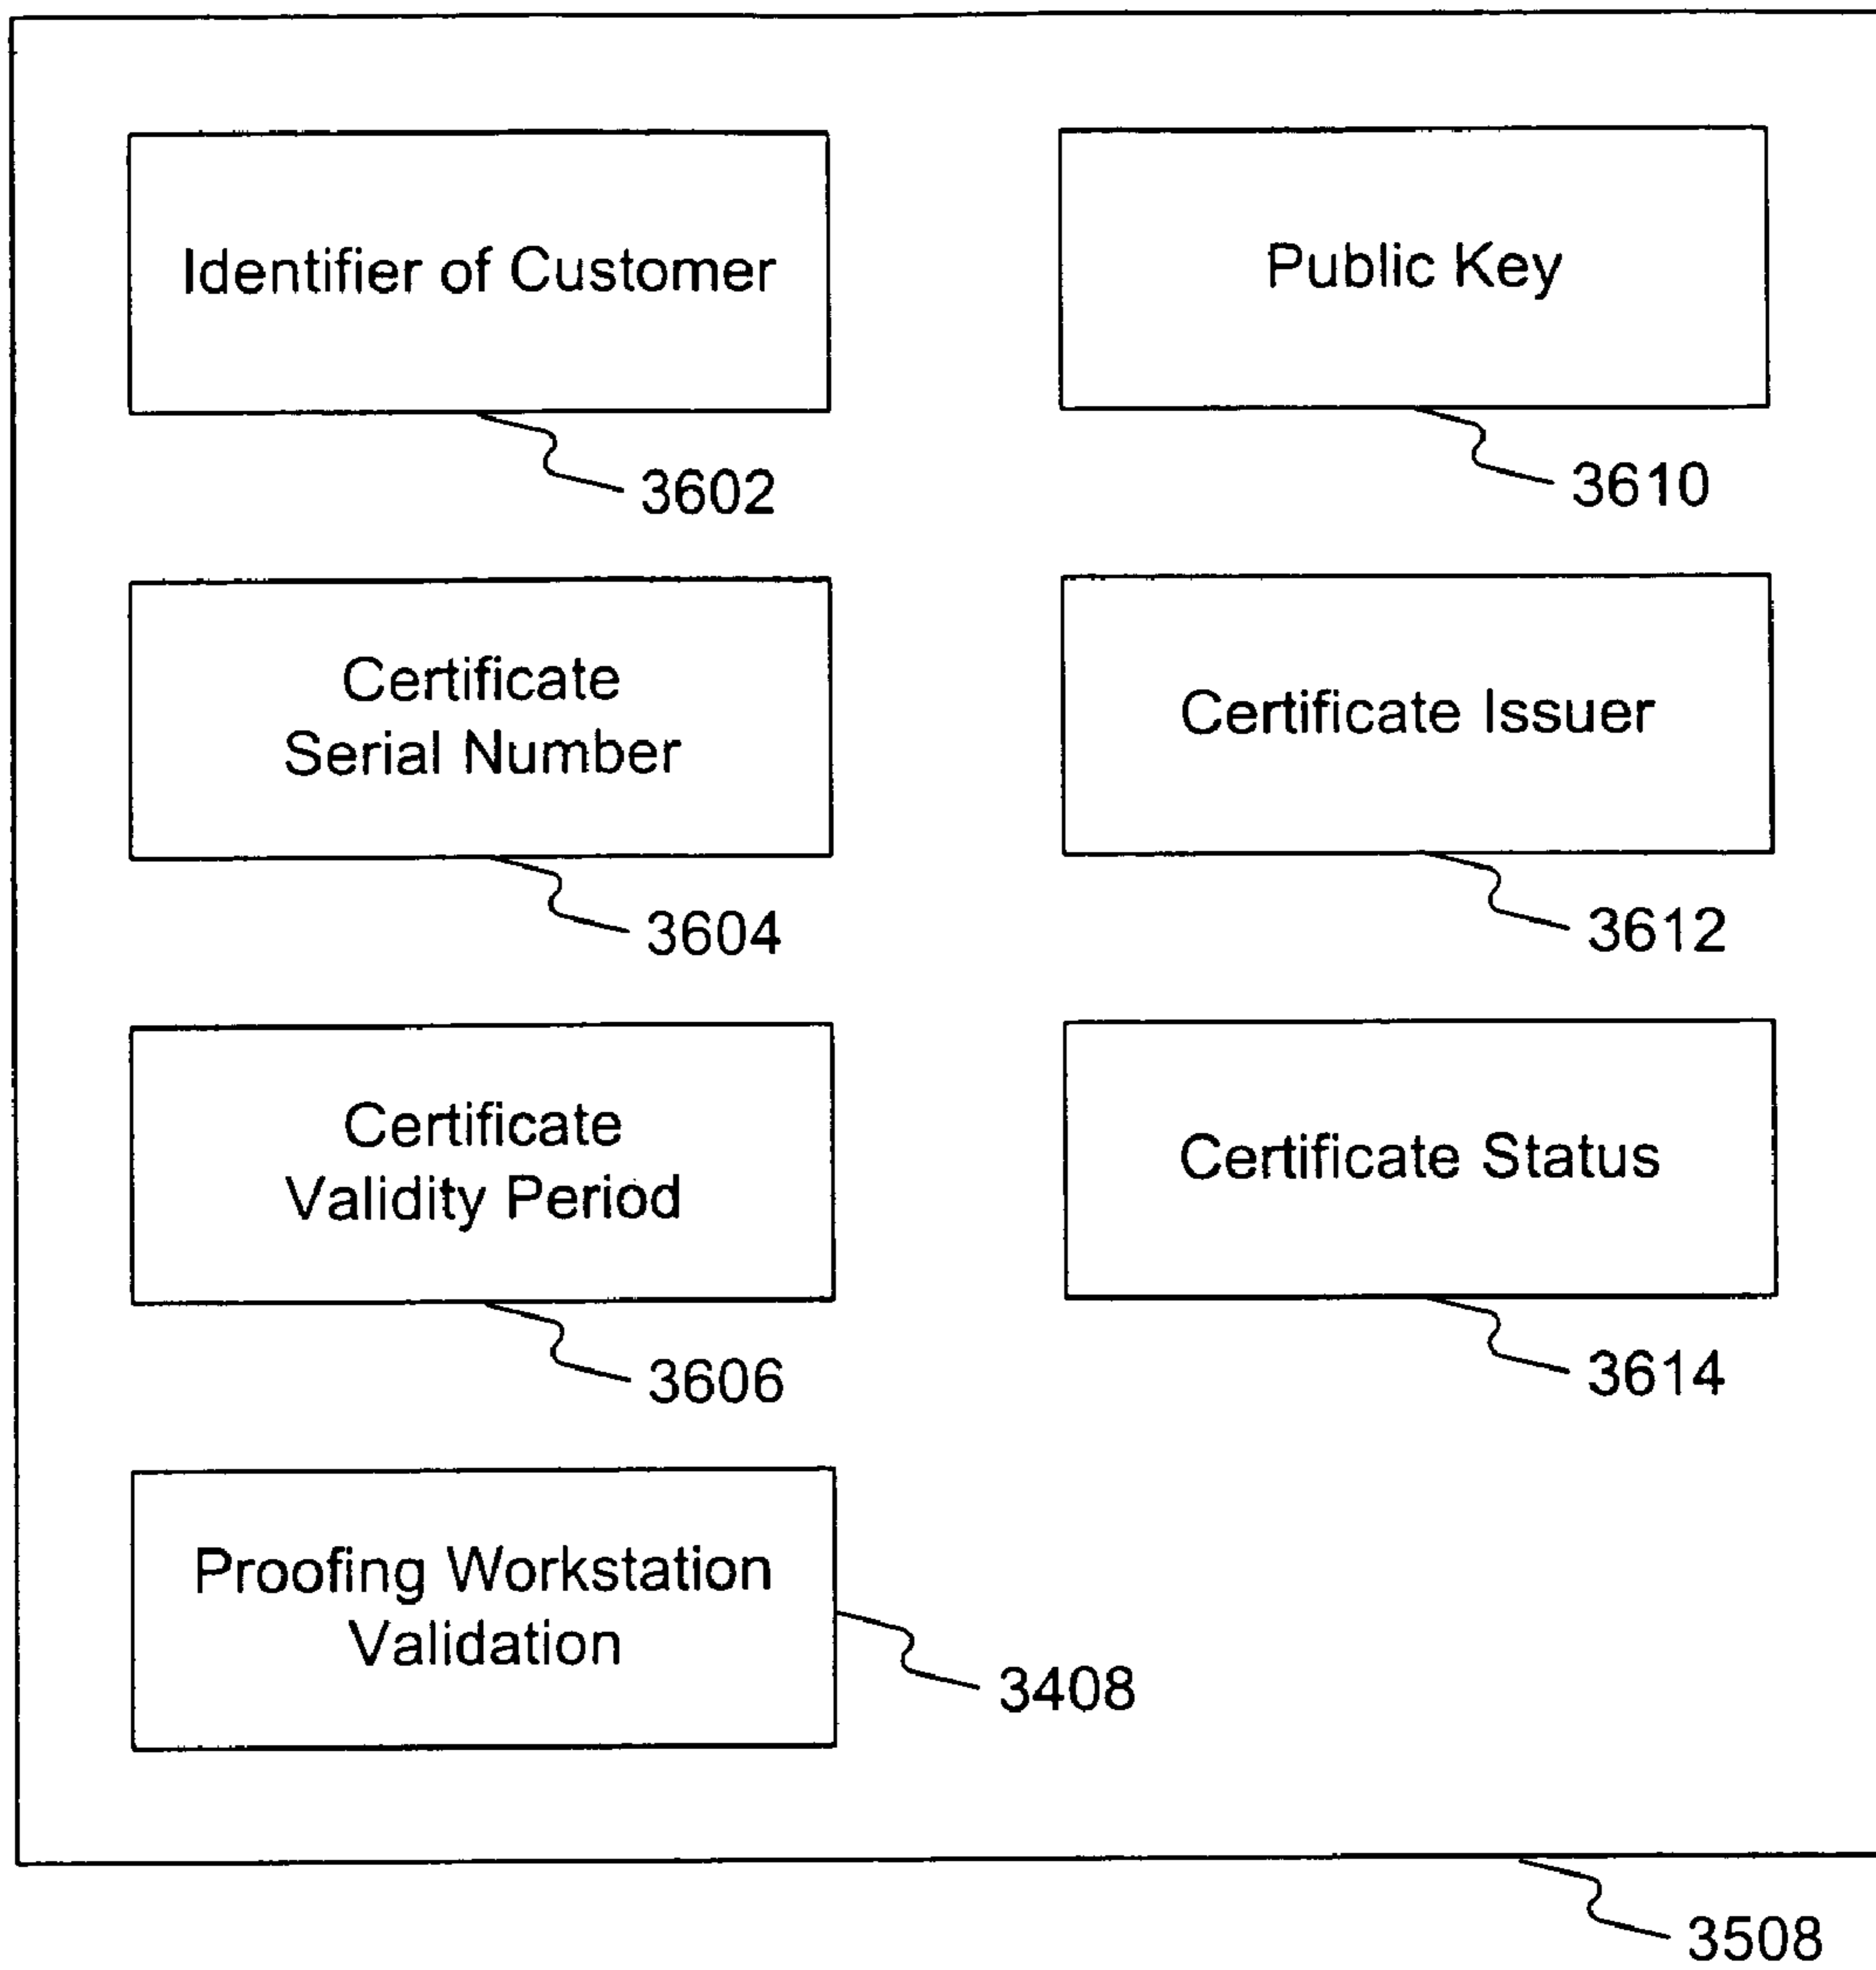 Identifier of Customer
3602
Public Key
3610
Certificate
Serial Number
3604
Certificate Issuer
3612
Certificate
Validity Period
3606
Certificate Status
3614
Proofing Workstation
Validation
3408
3508